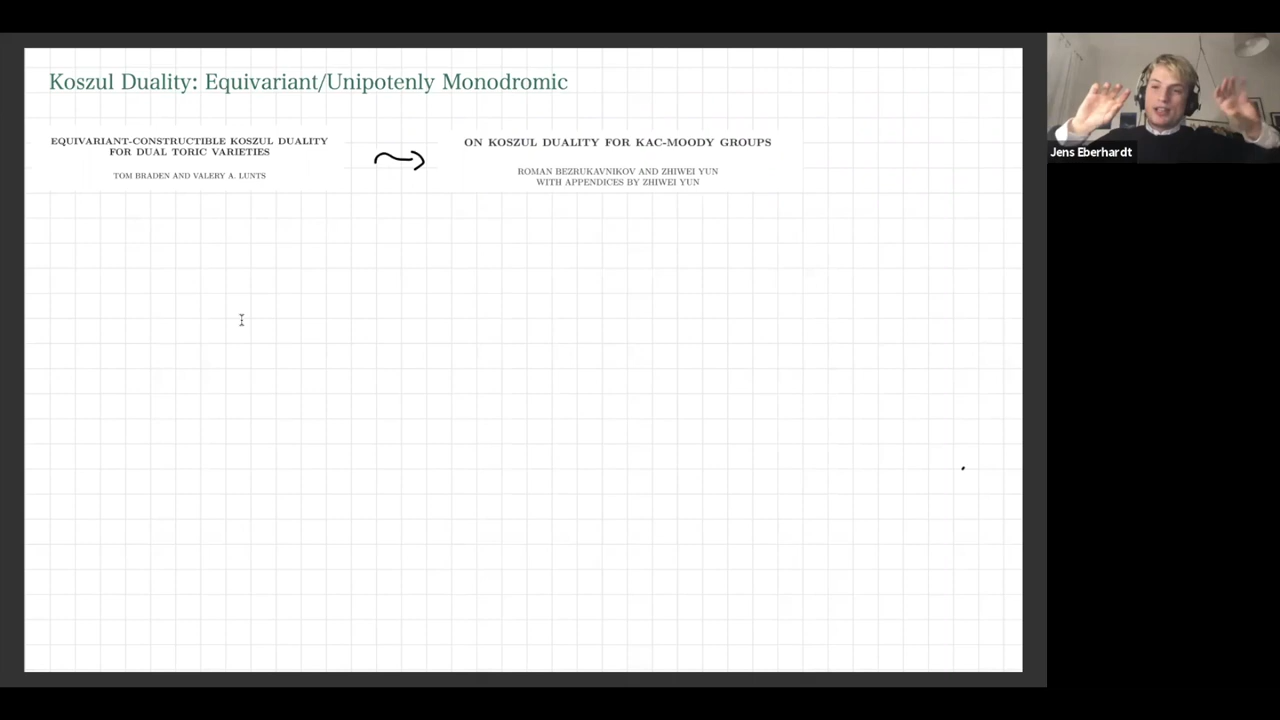 Koszul Duality: Equivariant/Unipotenly Monodromic
EQUIVARIANT-CONSTRUCTIBLE KOSZUL DUALITY
FOR DUAL TORIC VARIETIES
TOM BRADEN AND VALERY A. LUNTS
ON KOSZUL DUALITY FOR KAC-MOODY GROUPS
ROMAN BEZRUKAVNIKOV AND ZHIWEI YUN
WITH APPENDICES BY ZHIWEI YUN
Jens Eberhardt